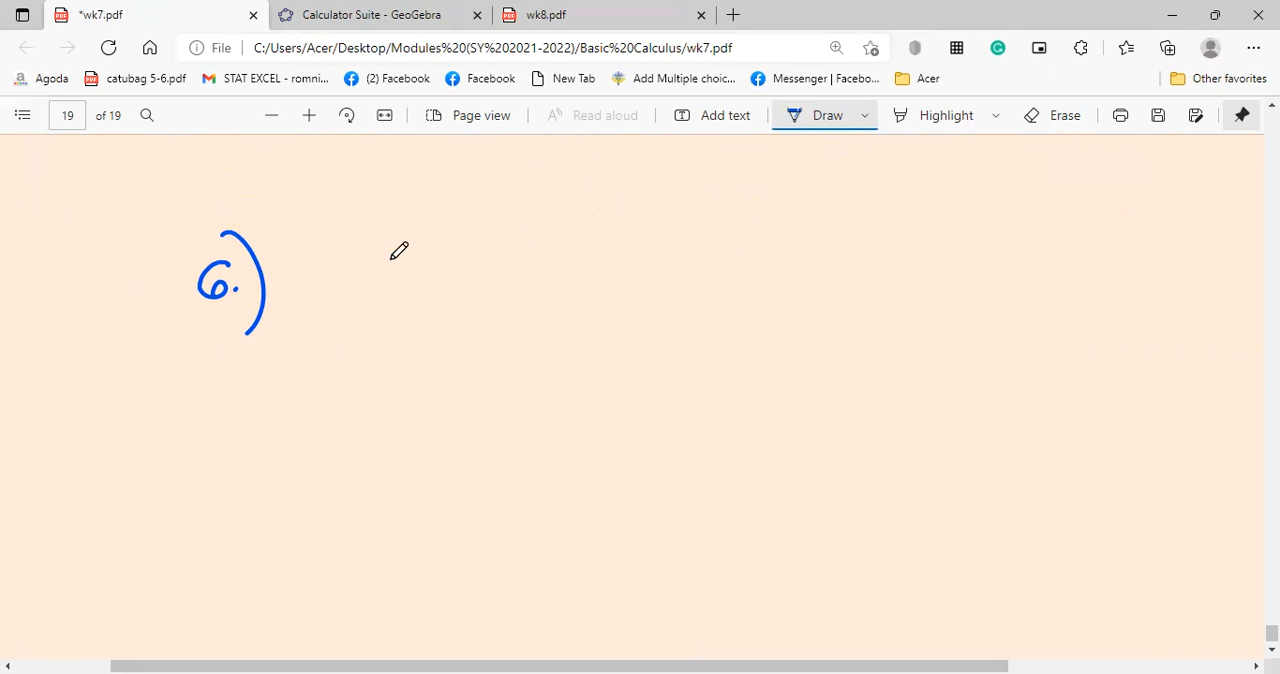 *wk7.pdf
Calculator Suite - GeoGebra
wk8.pdf
File C:/Users/Acer/Desktop/Modules%20(SY%202021-2022)/Basic%20Calculus/wk7.pdf
Agoda
catubag 5-6.pdf
STAT EXCEL - romni...
(2) Facebook
Facebook
New Tab
Add Multiple choic...
Messenger | Facebo...
Acer
Other favorites
19 of 19
Page view
Read aloud
Add text
Draw
Highlight
Erase
6.)